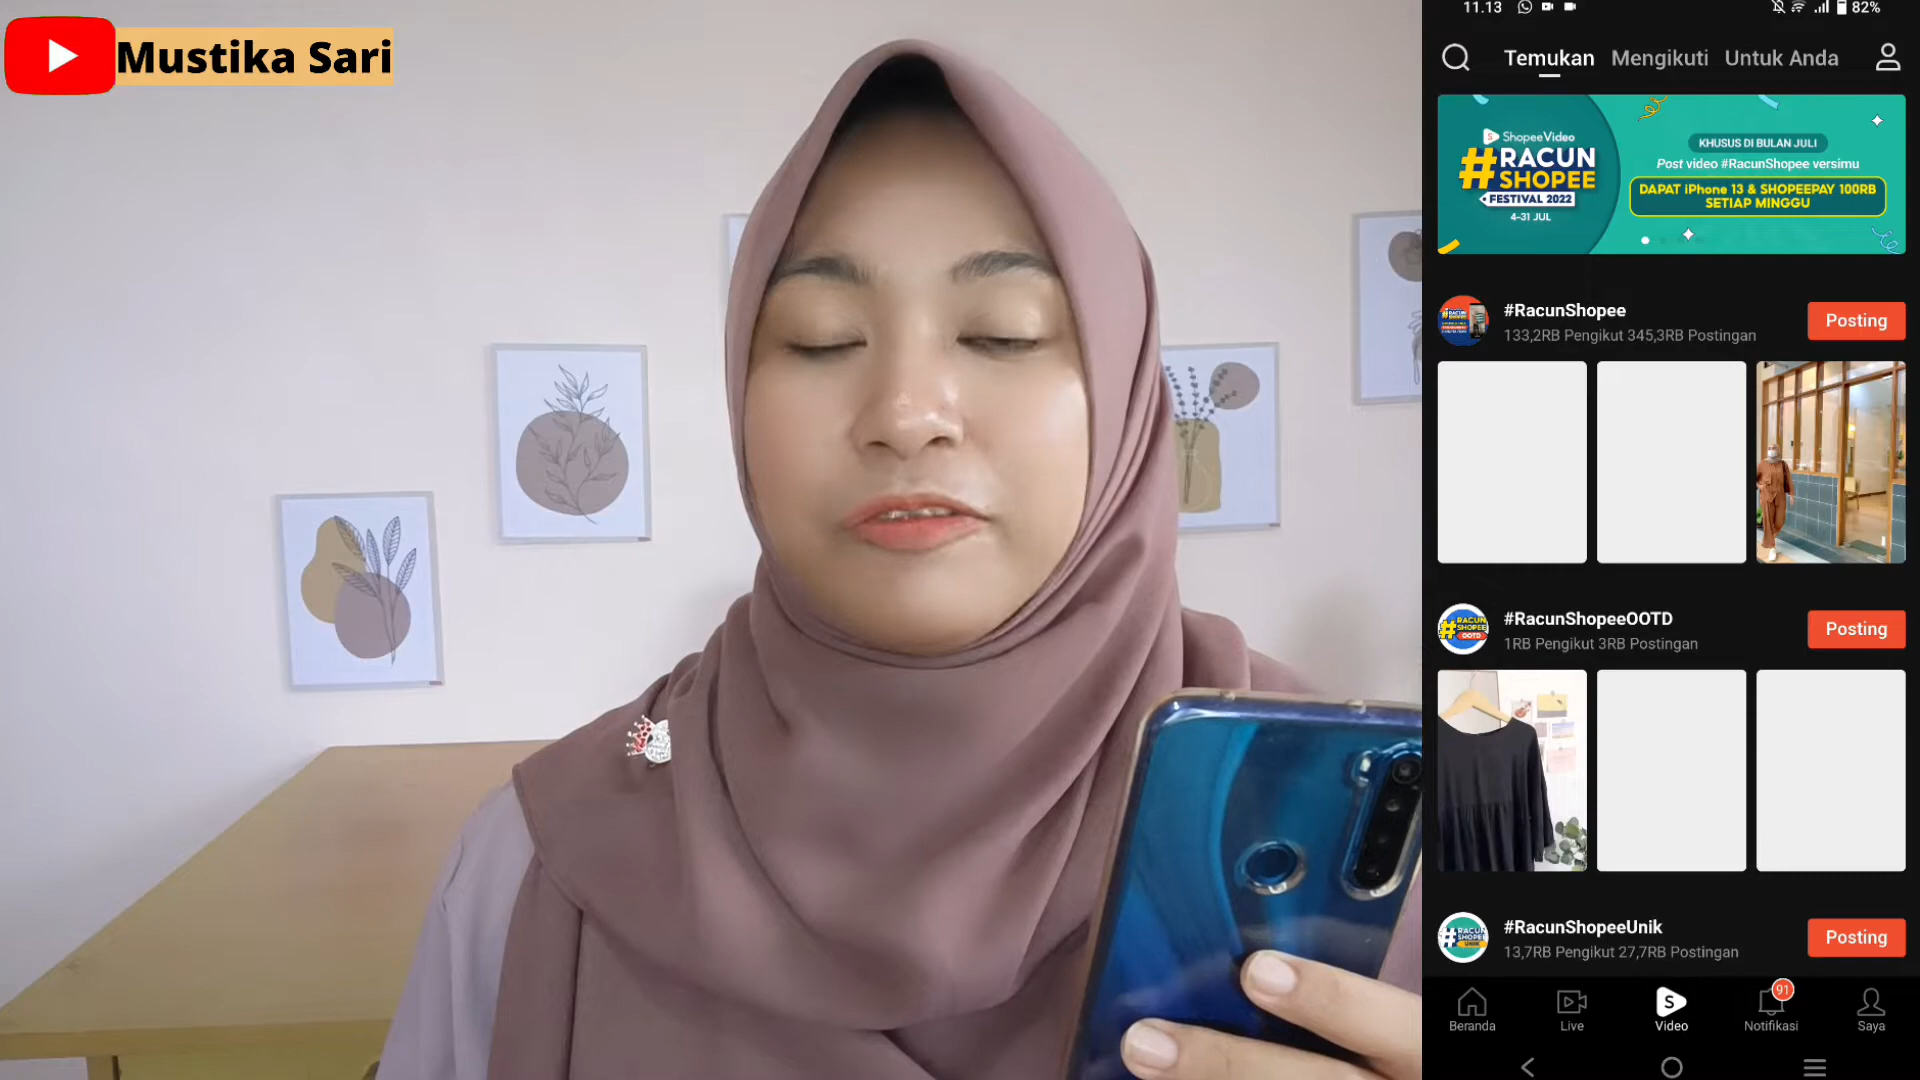 Mustika Sari
11.13
82%
Temukan
Mengikuti
Untuk Anda
ShopeeVideo
#RACUN
SHOPEE
FESTIVAL 2022
4-31 JUL
KHUSUS DI BULAN JULI
Post video #RacunShopee versimu
DAPAT iPhone 13 & SHOPEEPAY 100RB
SETIAP MINGGU
#RacunShopee
133,2RB Pengikut 345,3RB Postingan
Posting
#RacunShopeeOOTD
1RB Pengikut 3RB Postingan
Posting
#RacunShopeeUnik
13,7RB Pengikut 27,7RB Postingan
Posting
91
Beranda
Live
Video
Notifikasi
Saya